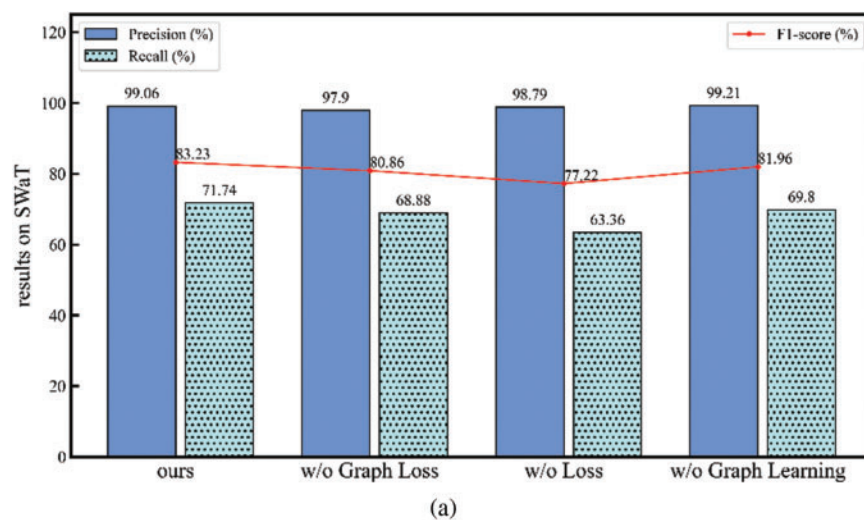 120
Precision (%)
Recall (%)
F1-score (%)
100
80
60
40
20
0
results on SWaT
99.06
97.9
98.79
99.21
83.23
80.86
77.22
81.96
71.74
68.88
63.36
69.8
ours
w/o Graph Loss
w/o Loss
w/o Graph Learning
(a)